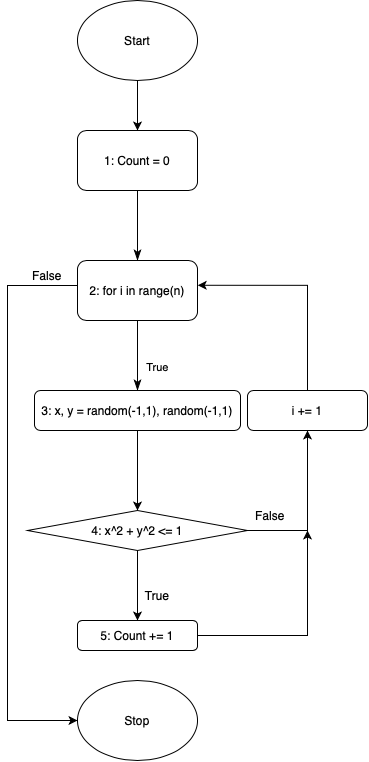 Start
1: Count = 0
False
2: for i in range(n)
True
3: x, y = random(-1,1), random(-1,1)
i += 1
4: x^2 + y^2 <= 1
False
True
5: Count += 1
Stop